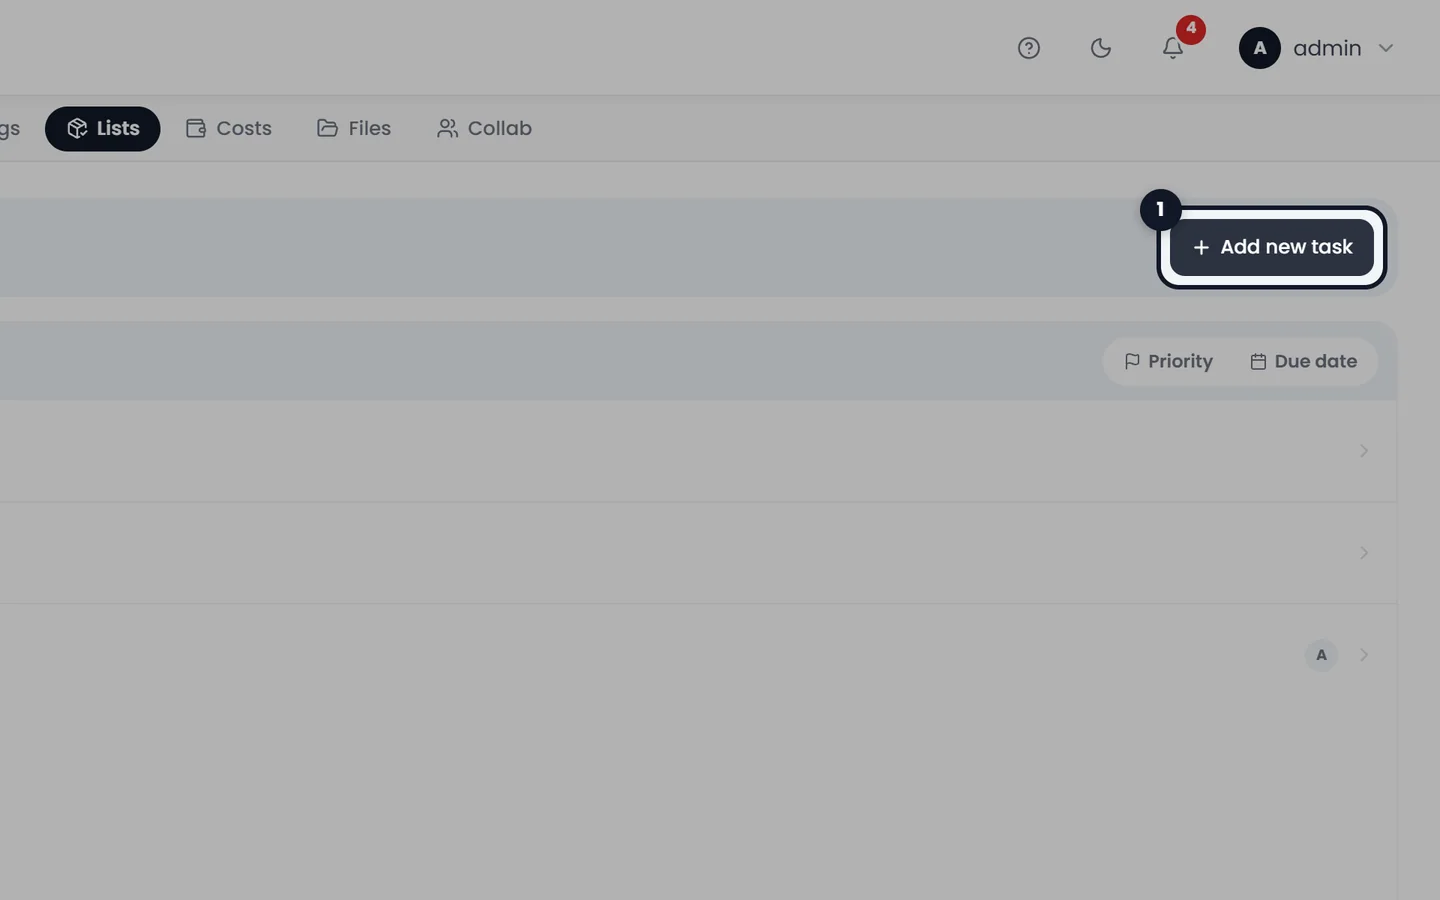 4
A admin
gs Lists Costs Files Collab
1
+ Add new task
Priority Due date
A